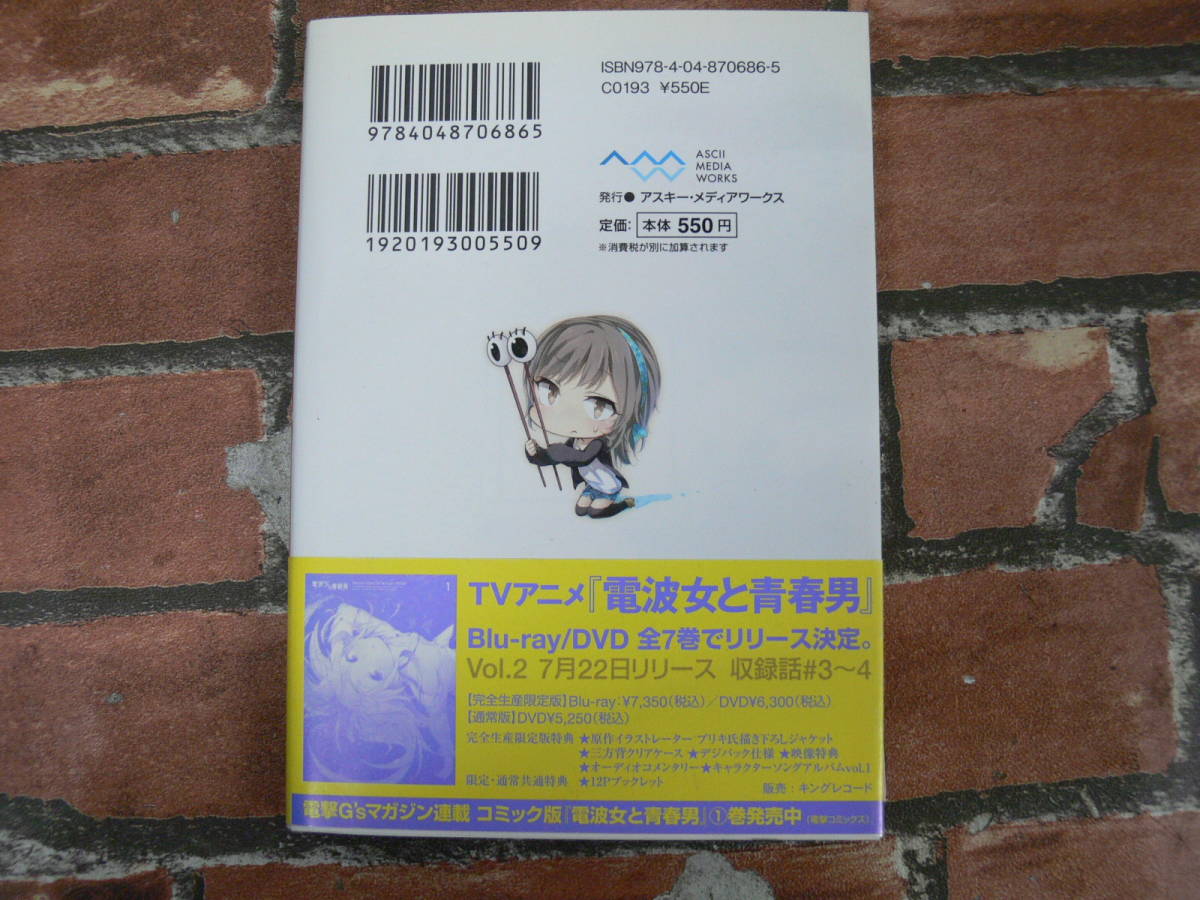 ISBN978-4-04-870686-5
C0193 ¥550E
9784048706865
ASCII
MEDIA
WORKS
発行● アスキー・メディアワークス
1920193005509
定価: 本体 550 円
※消費税が別に加算されます
1
TVアニメ『電波女と青春男』
Blu-ray/DVD 全7巻でリリース決定。
Vol.2 7月22日リリース 収録話#3〜4
【完全生産限定版】Blu-ray:¥7,350(税込)/DVD¥6,300(税込)
【通常版】DVD¥5,250(税込)
完全生産限定版特典 ★原作イラストレーター ブリキ氏描き下ろしジャケット
★三方背クリアケース ★デジパック仕様 ★映像特典
★オーディオコメンタリー★キャラクターソングアルバムvol.1
限定・通常共通特典 ★12Pブックレット
販売:キングレコード
電撃G'sマガジン連載 コミック版『電波女と青春男』①巻発売中 (電撃コミックス)